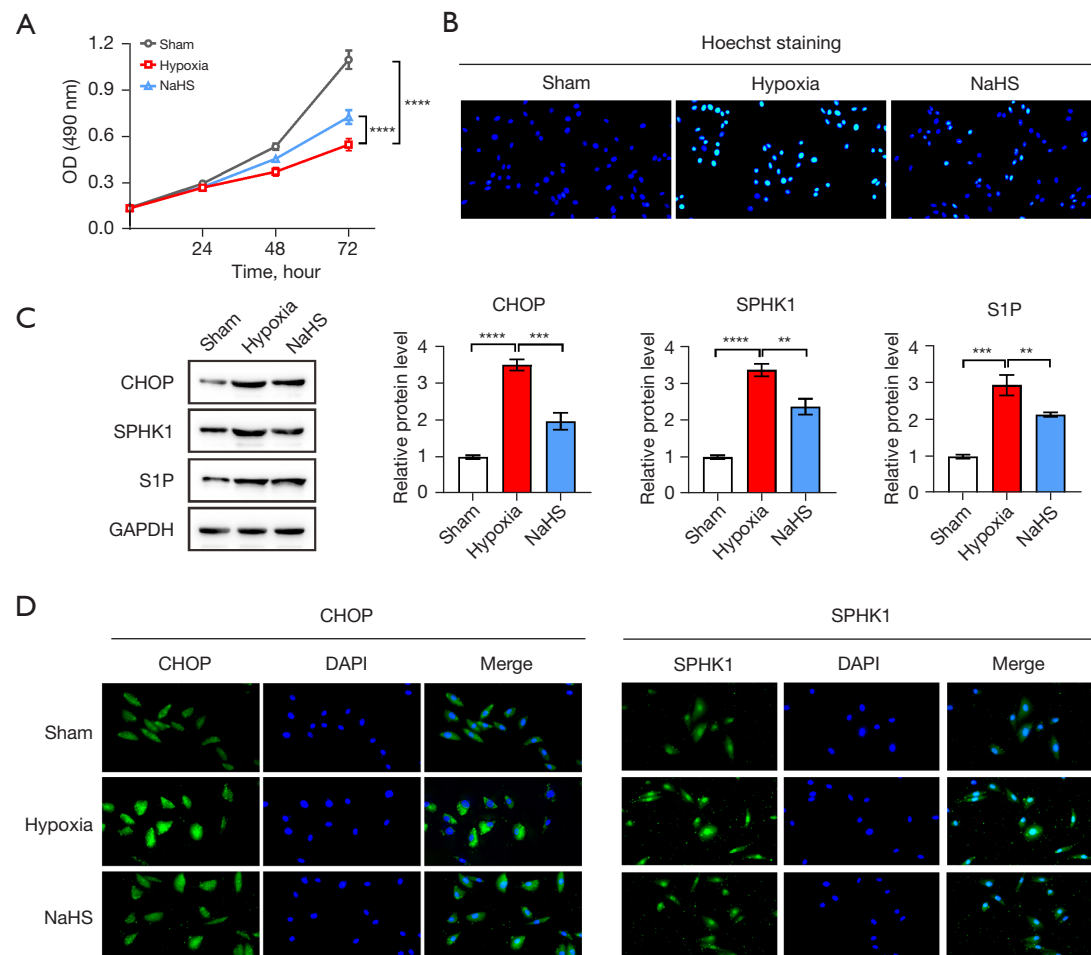 A
OD (490 nm)
1.2
0.9
0.6
0.3
0.0
Sham
Hypoxia
NaHS
****
****
24
48
72
Time, hour
B
Hoechst staining
Sham
Hypoxia
NaHS
C
Sham
Hypoxia
NaHS
CHOP
SPHK1
S1P
GAPDH
CHOP
Relative protein level
4
3
2
1
0
****
***
Sham
Hypoxia
NaHS
SPHK1
Relative protein level
4
3
2
1
0
****
**
Sham
Hypoxia
NaHS
S1P
Relative protein level
4
3
2
1
0
***
**
Sham
Hypoxia
NaHS
D
CHOP
CHOP DAPI Merge
SPHK1
SPHK1 DAPI Merge
Sham
Hypoxia
NaHS